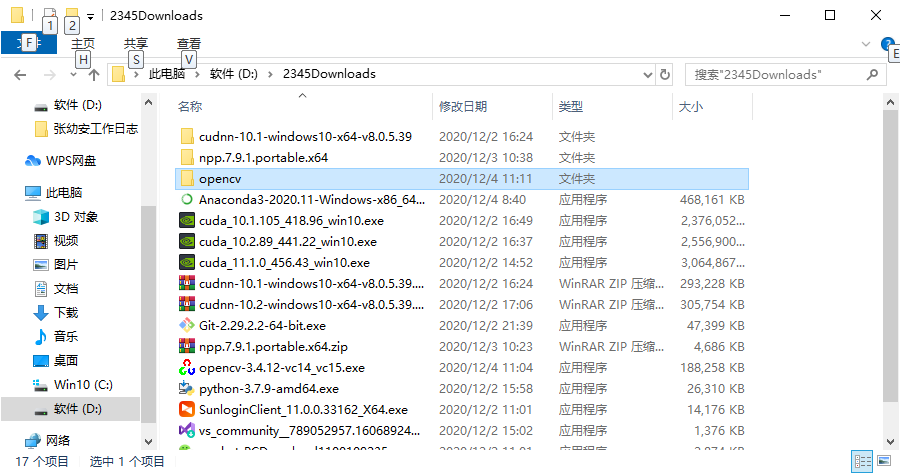 2345Downloads
1 2
文件 主页 共享 查看
F H S V E
此电脑 > 软件 (D:) > 2345Downloads
搜索"2345Downloads"
软件 (D:)
张幼安工作日志
WPS网盘
此电脑
3D 对象
视频
图片
文档
下载
音乐
桌面
Win10 (C:)
软件 (D:)
网络
名称 修改日期 类型 大小
cudnn-10.1-windows10-x64-v8.0.5.39 2020/12/2 16:24 文件夹
npp.7.9.1.portable.x64 2020/12/3 10:38 文件夹
opencv 2020/12/4 11:11 文件夹
Anaconda3-2020.11-Windows-x86_64... 2020/12/4 8:40 应用程序 468,161 KB
cuda_10.1.105_418.96_win10.exe 2020/12/2 16:49 应用程序 2,376,052...
cuda_10.2.89_441.22_win10.exe 2020/12/2 16:37 应用程序 2,556,900...
cuda_11.1.0_456.43_win10.exe 2020/12/2 14:52 应用程序 3,064,867...
cudnn-10.1-windows10-x64-v8.0.5.39.... 2020/12/2 16:24 WinRAR ZIP 压缩... 293,228 KB
cudnn-10.2-windows10-x64-v8.0.5.39.... 2020/12/2 17:06 WinRAR ZIP 压缩... 305,754 KB
Git-2.29.2.2-64-bit.exe 2020/12/2 21:39 应用程序 47,399 KB
npp.7.9.1.portable.x64.zip 2020/12/3 10:23 WinRAR ZIP 压缩... 4,686 KB
opencv-3.4.12-vc14_vc15.exe 2020/12/4 11:04 应用程序 188,258 KB
python-3.7.9-amd64.exe 2020/12/2 15:58 应用程序 26,310 KB
SunloginClient_11.0.0.33162_X64.exe 2020/12/2 11:01 应用程序 14,176 KB
vs_community__789052957.16068924... 2020/12/2 15:02 应用程序 1,376 KB
17 个项目 选中 1 个项目